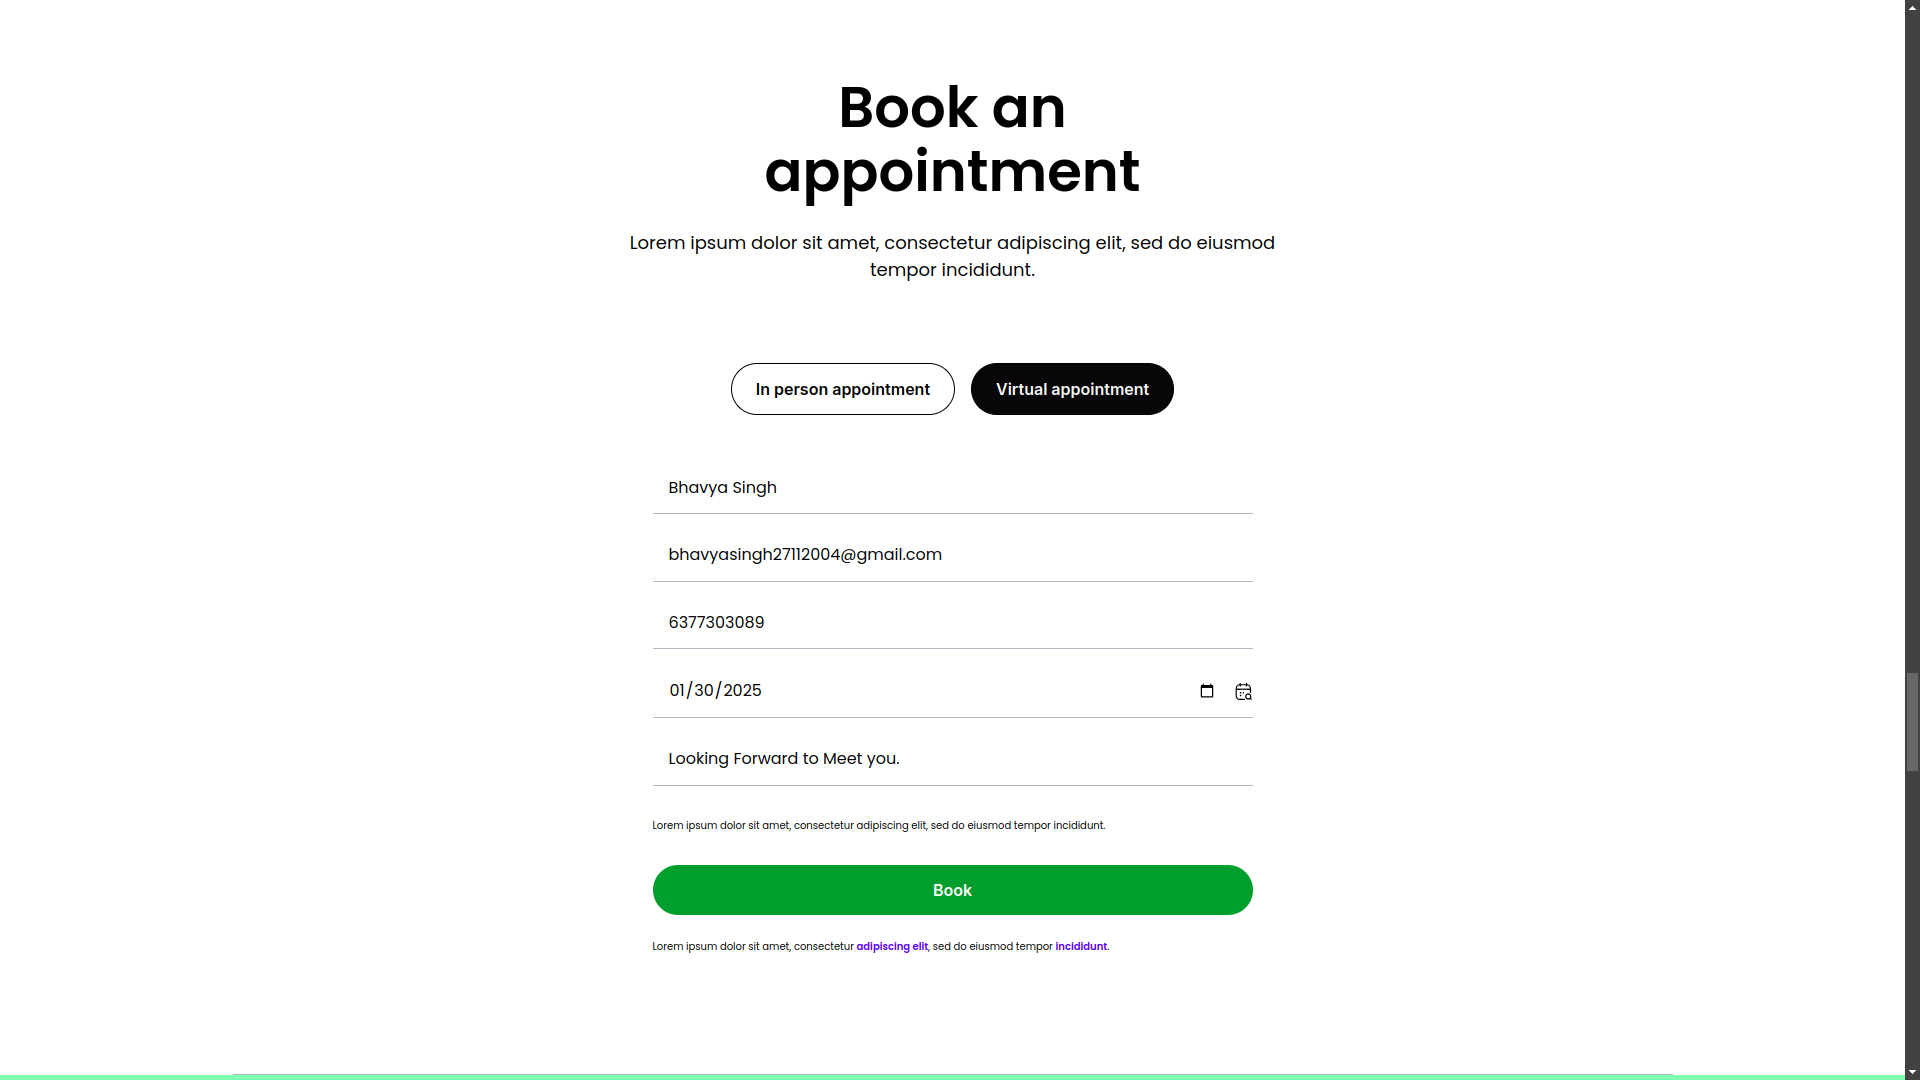 Book an
appointment
Lorem ipsum dolor sit amet, consectetur adipiscing elit, sed do eiusmod
tempor incididunt.
In person appointment
Virtual appointment
Bhavya Singh
bhavyasingh27112004@gmail.com
6377303089
01/30/2025
Looking Forward to Meet you.
Lorem ipsum dolor sit amet, consectetur adipiscing elit, sed do eiusmod tempor incididunt.
Book
Lorem ipsum dolor sit amet, consectetur adipiscing elit, sed do eiusmod tempor incididunt.